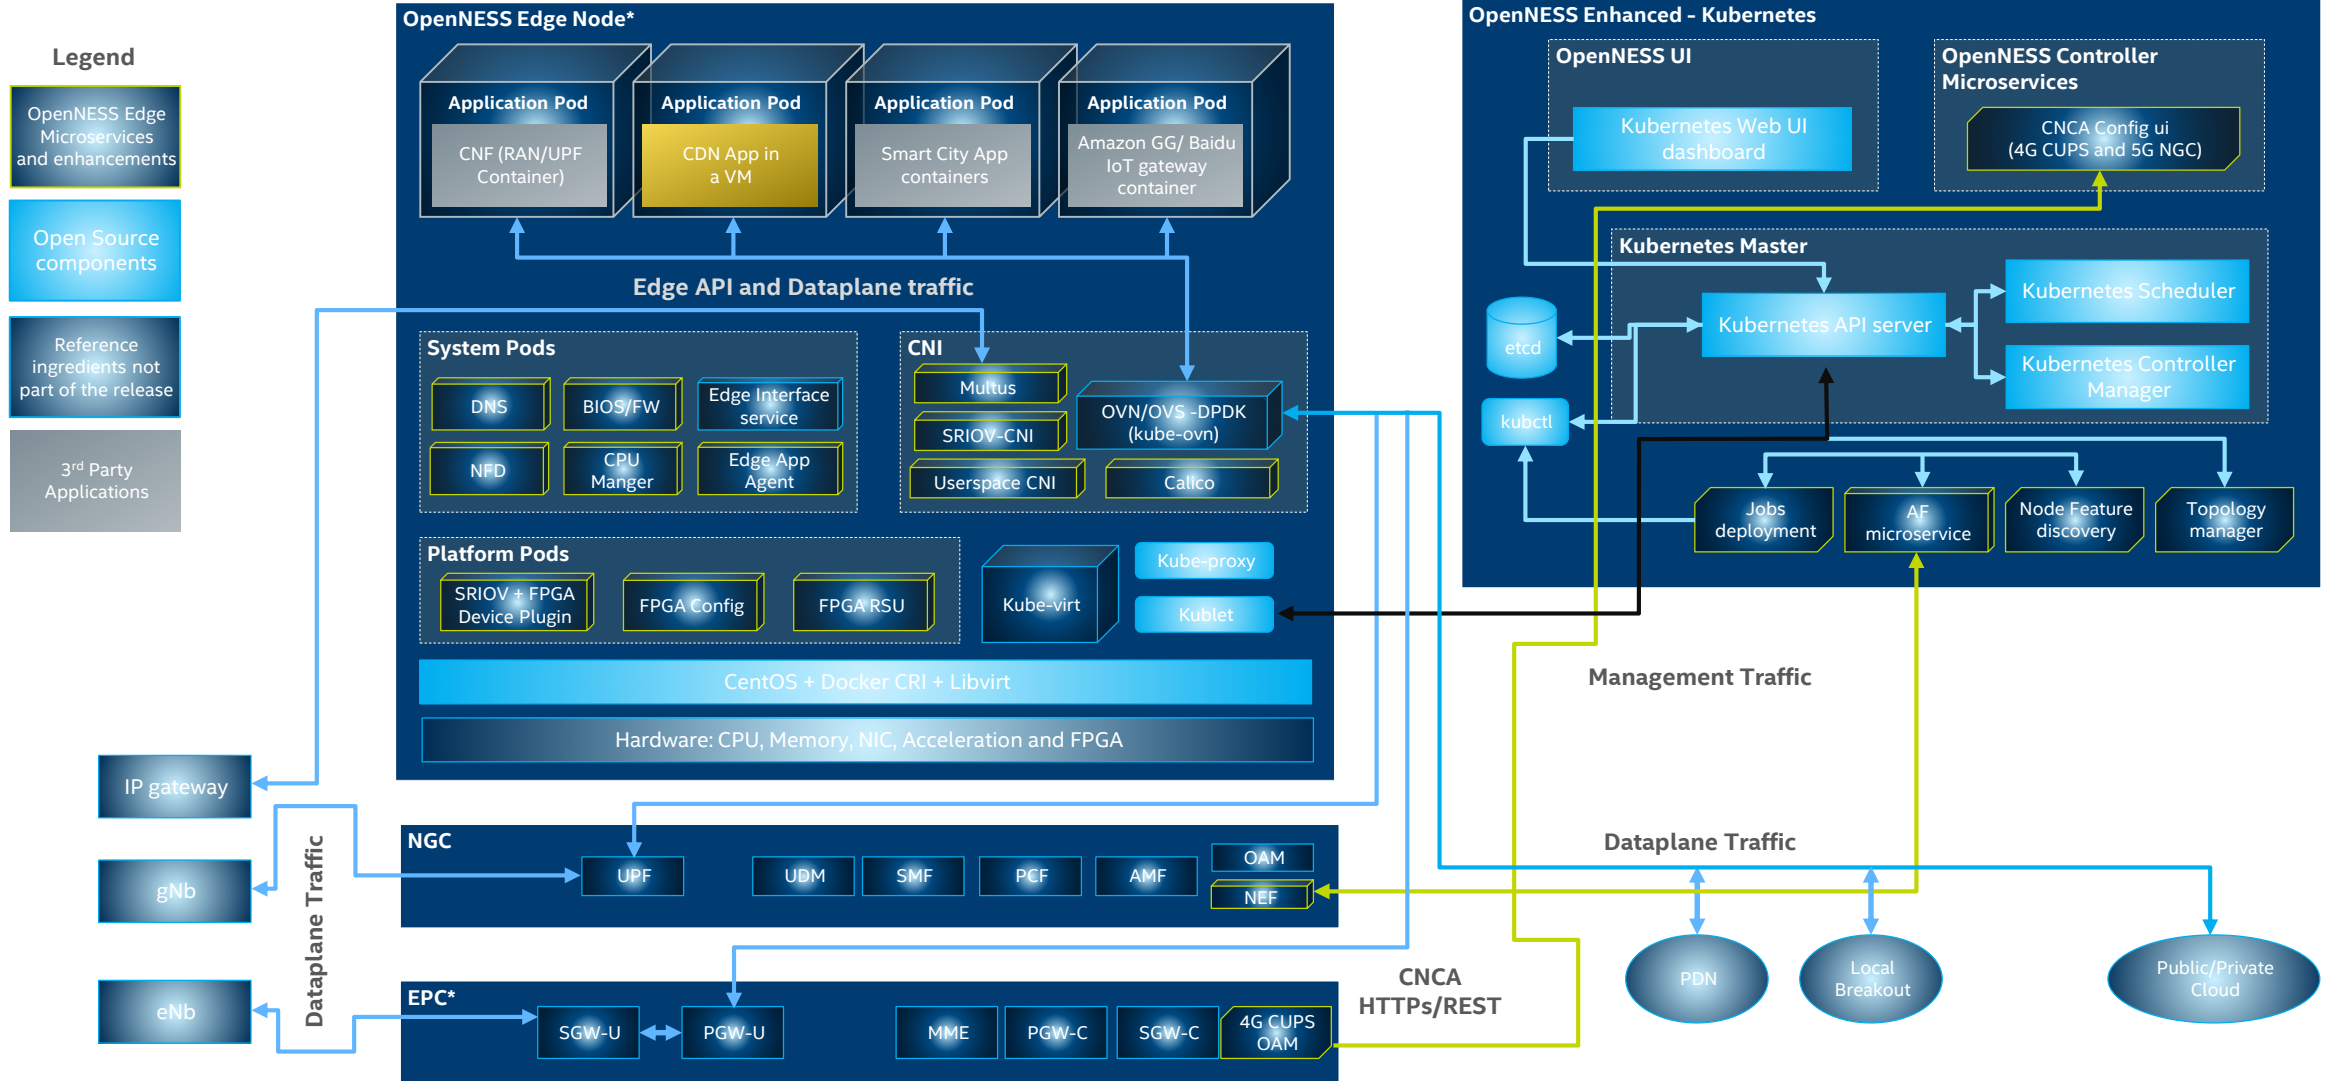 Legend
OpenNESS Edge
Microservices
and enhancements
Open Source
components
Reference
ingredients not
part of the release
3rd Party
Applications
OpenNESS Edge Node*
Application Pod
CNF (RAN/UPF
Container)
Application Pod
CDN App in
a VM
Application Pod
Smart City App
containers
Application Pod
Amazon GG/ Baidu
IoT gateway
container
Edge API and Dataplane traffic
System Pods
DNS
BIOS/FW
Edge Interface
service
NFD
CPU
Manger
Edge App
Agent
CNI
Multus
SRIOV-CNI
OVN/OVS -DPDK
(kube-ovn)
Userspace CNI
Calico
Platform Pods
SRIOV + FPGA
Device Plugin
FPGA Config
FPGA RSU
Kube-virt
Kube-proxy
Kublet
CentOS + Docker CRI + Libvirt
Hardware: CPU, Memory, NIC, Acceleration and FPGA
OpenNESS Enhanced - Kubernetes
OpenNESS UI
Kubernetes Web UI
dashboard
OpenNESS Controller
Microservices
CNCA Config ui
(4G CUPS and 5G NGC)
Kubernetes Master
Kubernetes API server
Kubernetes Scheduler
Kubernetes Controller
Manager
etcd
kubctl
Jobs
deployment
AF
microservice
Node Feature
discovery
Topology
manager
Management Traffic
IP gateway
gNb
eNb
Dataplane Traffic
NGC
UPF
UDM
SMF
PCF
AMF
OAM
NEF
EPC*
SGW-U
PGW-U
MME
PGW-C
SGW-C
4G CUPS
OAM
CNCA
HTTPs/REST
Dataplane Traffic
PDN
Local
Breakout
Public/Private
Cloud